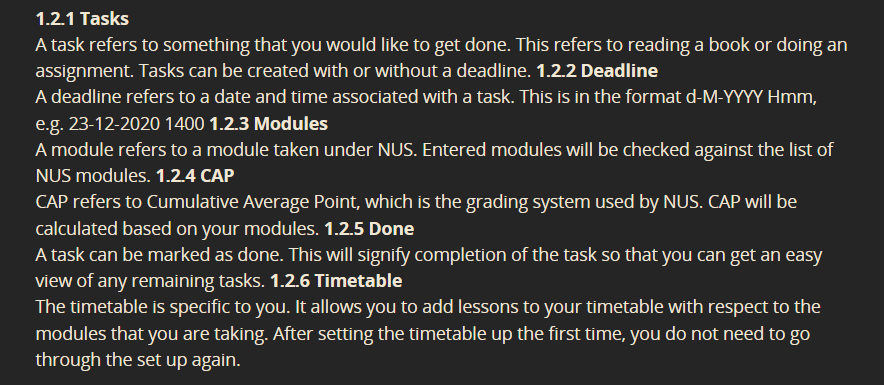 1.2.1 Tasks
A task refers to something that you would like to get done. This refers to reading a book or doing an
assignment. Tasks can be created with or without a deadline. 1.2.2 Deadline
A deadline refers to a date and time associated with a task. This is in the format d-M-YYYY Hmm,
e.g. 23-12-2020 1400 1.2.3 Modules
A module refers to a module taken under NUS. Entered modules will be checked against the list of
NUS modules. 1.2.4 CAP
CAP refers to Cumulative Average Point, which is the grading system used by NUS. CAP will be
calculated based on your modules. 1.2.5 Done
A task can be marked as done. This will signify completion of the task so that you can get an easy
view of any remaining tasks. 1.2.6 Timetable
The timetable is specific to you. It allows you to add lessons to your timetable with respect to the
modules that you are taking. After setting the timetable up the first time, you do not need to go
through the set up again.